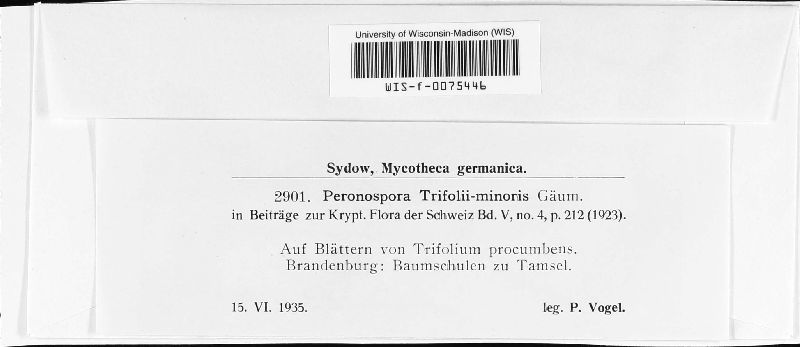 University of Wisconsin-Madison (WIS)
WIS-f-0075446
Sydow, Mycotheca germanica.
2901. Peronospora Trifolii-minoris Gäum.
in Beiträge zur Krypt. Flora der Schweiz Bd. V, no. 4, p. 212 (1923).
Auf Blättern von Trifolium procumbens.
Brandenburg: Baumschulen zu Tamsel.
15. VI. 1935. leg. P. Vogel.